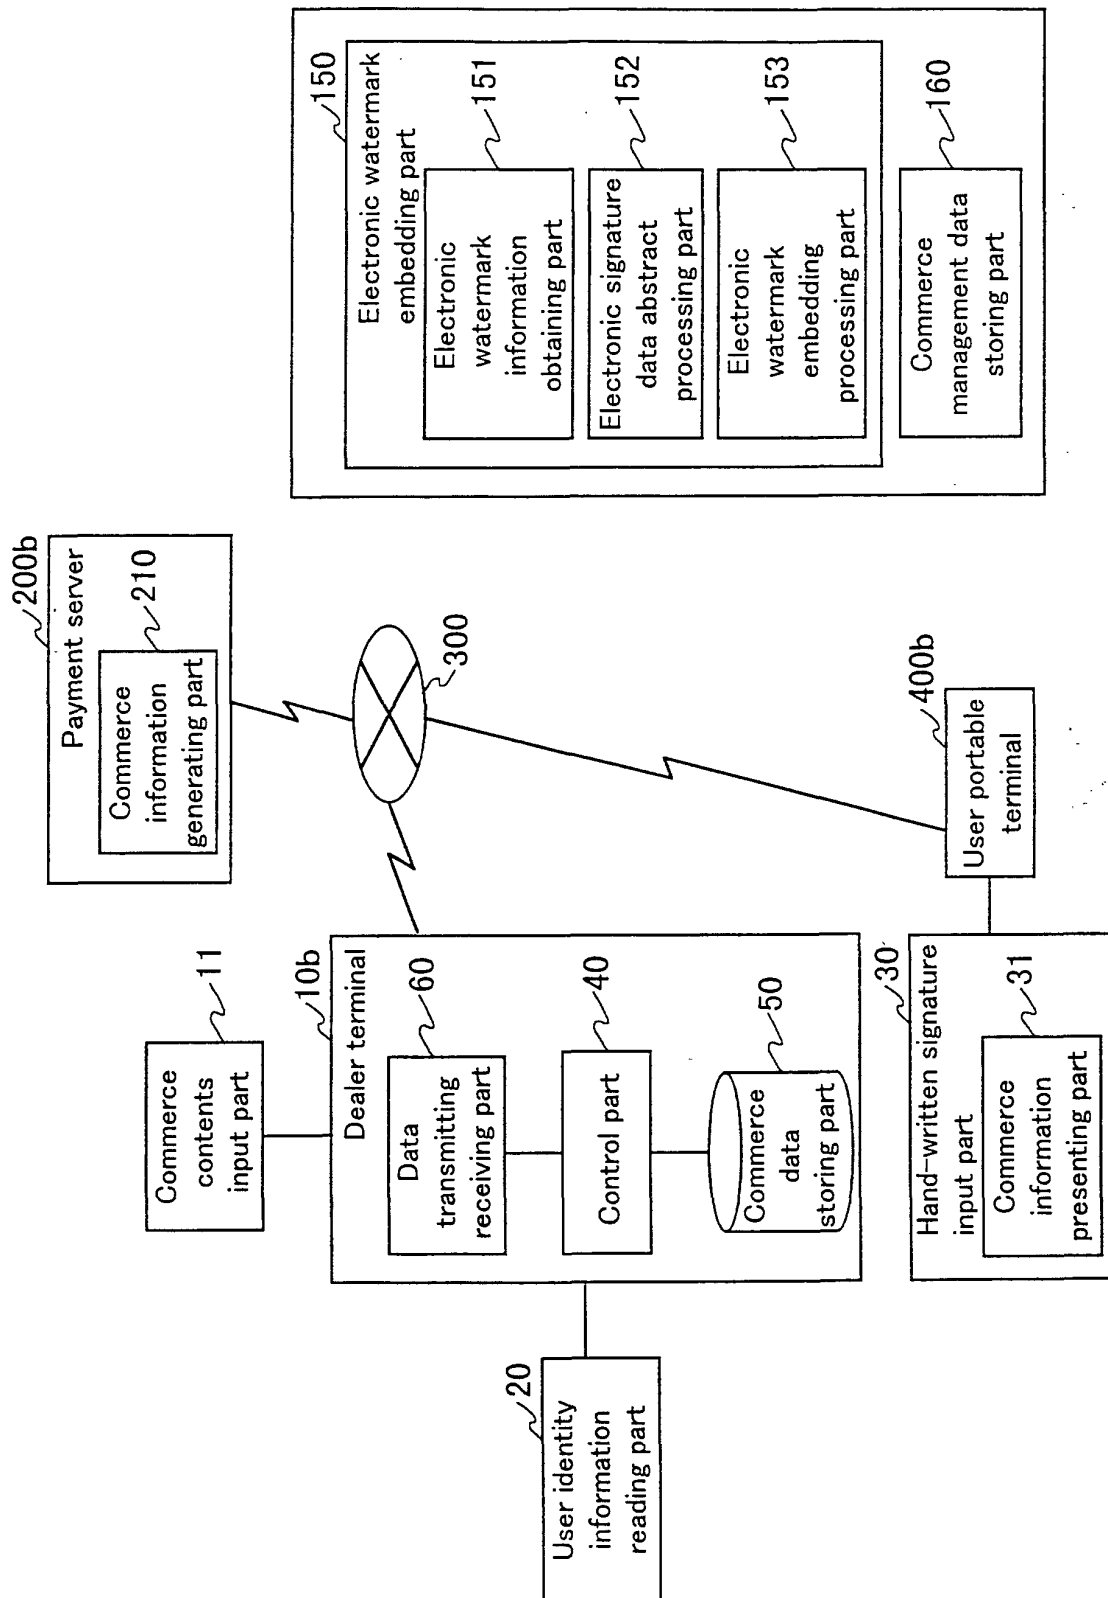 Commerce
contents
input part
11
Payment server
200b
Commerce
information
generating part
210
300
Dealer terminal
10b
Data
transmitting
receiving part
60
Control part
40
Commerce
data
storing part
50
User identity
information
reading part
20
Hand-written signature
input part
30
Commerce
information
presenting part
31
User portable
terminal
400b
150
Electronic watermark
embedding part
Electronic
watermark
information
obtaining part
151
Electronic signature
data abstract
processing part
152
Electronic
watermark
embedding
processing part
153
Commerce
management data
storing part
160